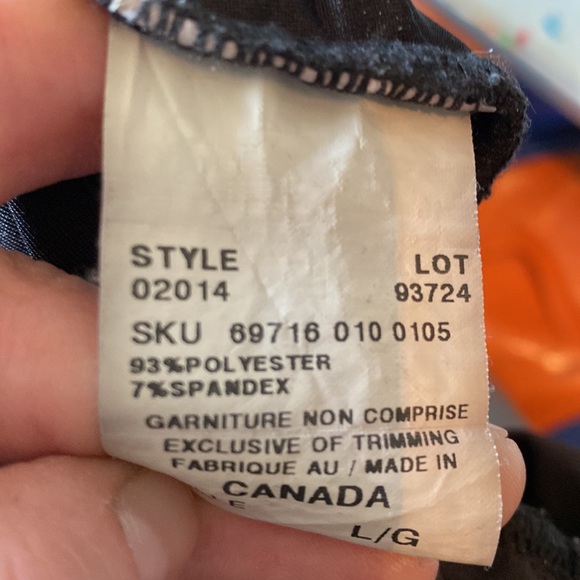 STYLE LOT
02014 93724
SKU 69716 010 0105
93%POLYESTER
7%SPANDEX
GARNITURE NON COMPRISE
EXCLUSIVE OF TRIMMING
FABRIQUE AU / MADE IN
CANADA
L/G